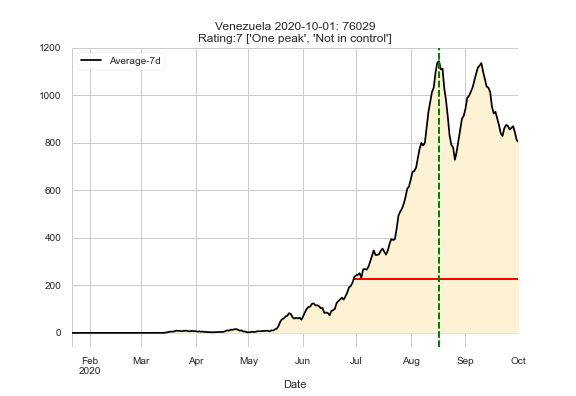 Venezuela 2020-10-01: 76029
Rating:7 ['One peak', 'Not in control']
Average-7d
1200
1000
800
600
400
200
0
Feb Mar Apr May Jun Jul Aug Sep Oct
2020
Date